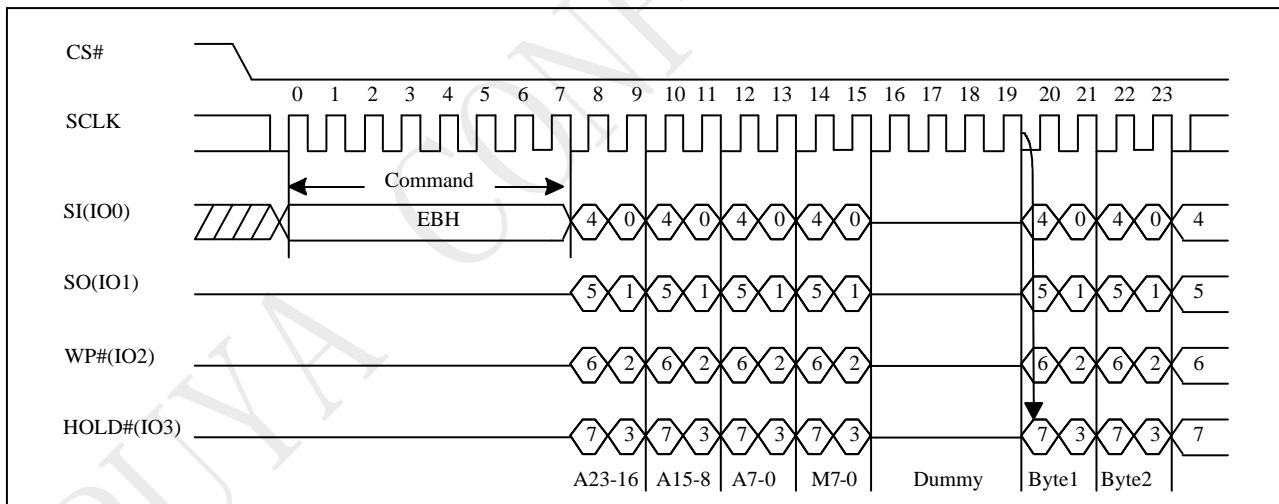 CS#
0 1 2 3 4 5 6 7 8 9 10 11 12 13 14 15 16 17 18 19 20 21 22 23
SCLK
Command
SI(IO0) EBH 4 0 4 0 4 0 4 0 4 0 4 0 4
SO(IO1) 5 1 5 1 5 1 5 1 5 1 5 1 5
WP#(IO2) 6 2 6 2 6 2 6 2 6 2 6 2 6
HOLD#(IO3) 7 3 7 3 7 3 7 3 7 3 7 3 7
A23-16 A15-8 A7-0 M7-0 Dummy Byte1 Byte2